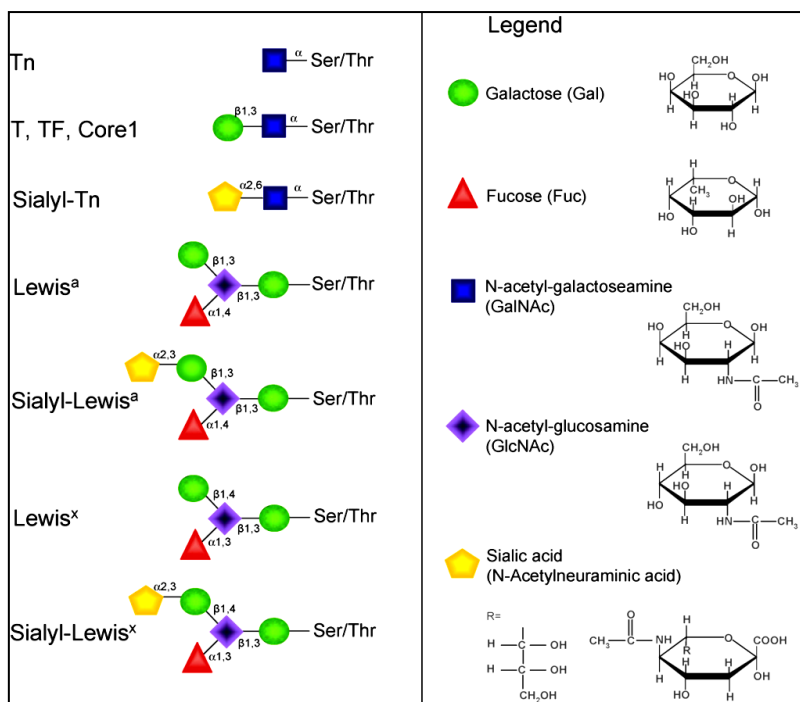 Tn
α
Ser/Thr
T, TF, Core1
β1,3
α
Ser/Thr
Sialyl-Tn
α2,6
α
Ser/Thr
Lewisᵃ
β1,3
β1,3
α1,4
Ser/Thr
Sialyl-Lewisᵃ
α2,3
β1,3
β1,3
α1,4
Ser/Thr
Lewisˣ
β1,4
β1,3
α1,3
Ser/Thr
Sialyl-Lewisˣ
α2,3
β1,4
β1,3
α1,3
Ser/Thr
Legend
Galactose (Gal)
CH₂OH
HO
O
OH
H
HO
H
H
H
HO
Fucose (Fuc)
H
O
H
H
CH₃
OH
HO
OH
HO
H
N-acetyl-galactoseamine
(GalNAc)
CH₂OH
HO
H
O
OH
HO
H
H
H
H
HN
C
CH₃
O
N-acetyl-glucosamine
(GlcNAc)
CH₂OH
H
H
O
OH
HO
H
HO
H
H
HN
C
CH₃
O
Sialic acid
(N-Acetylneuraminic acid)
R=
H
C
OH
H
C
OH
CH₂OH
O
CH₃
C
NH
H
R
O
COOH
H
H
H
OH
HO
H